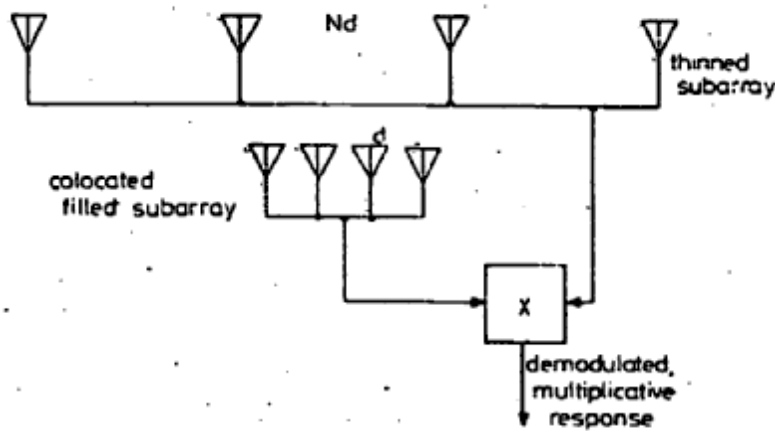 Nd
thinned
subarray
d
colocated
filled subarray
X
demodulated,
multiplicative
response